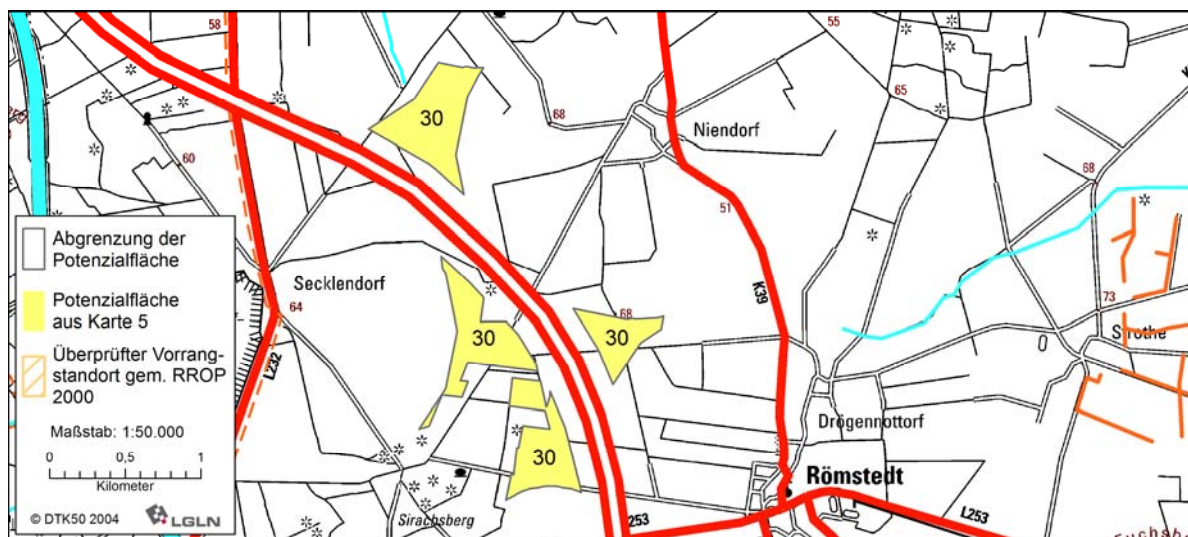 58
55
30
68
65
Niendorf
60
68
51
Abgrenzung der
Potenzialfläche
Secklendorf
64
K39
73
68
30
30
Strothe
Potenzialfläche
aus Karte 5
Überprüfter Vorrang-
standort gem. RROP
2000
L232
Maßstab: 1:50.000
0 0,5 1
Kilometer
Drögennottorf
30
Römstedt
© DTK50 2004 LGLN
Sirachsberg
253
L253